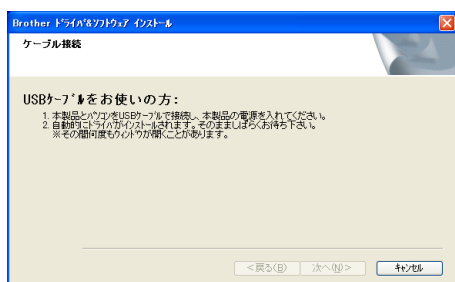 Brother ドライバ&ソフトウェア インストール
ケーブル接続
USBケーブルをお使いの方:
1. 本製品とパソコンをUSBケーブルで接続し、本製品の電源を入れてください。
2. 自動的にドライバがインストールされます。そのまましばらくお待ち下さい。
※その間何度もウィンドウが開くことがあります。
<戻る(B)
次へ(N)>
キャンセル